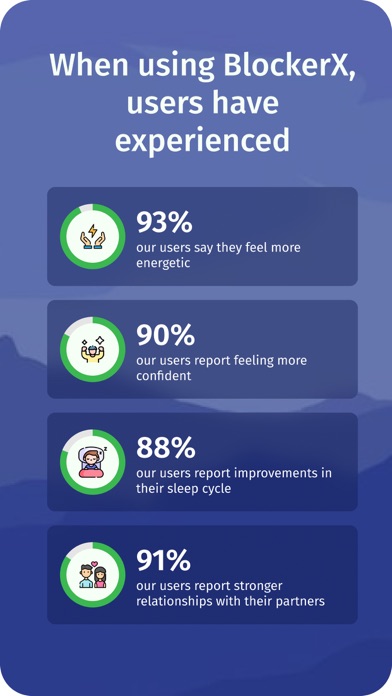 When using BlockerX,
users have
experienced
93%
our users say they feel more
energetic
90%
our users report feeling more
confident
88%
our users report improvements in
their sleep cycle
91%
our users report stronger
relationships with their partners